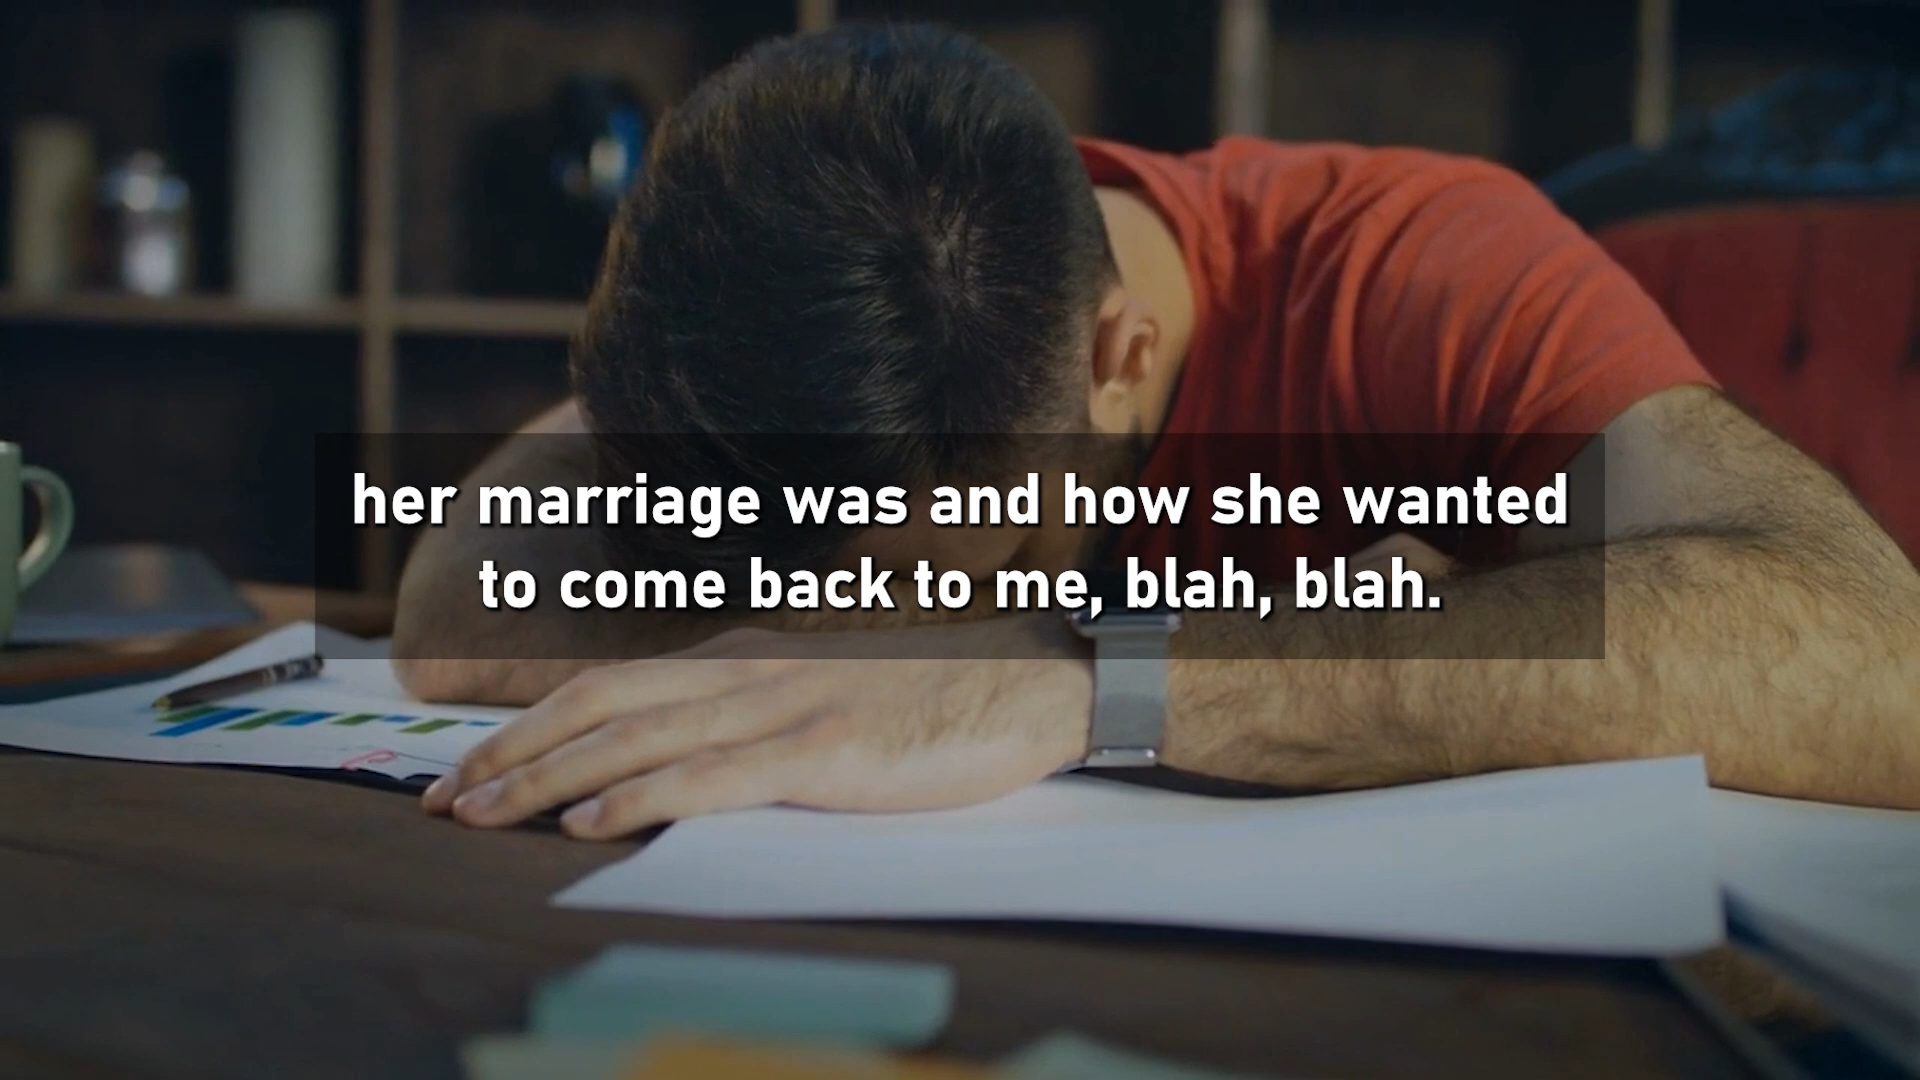 her marriage was and how she wanted
to come back to me, blah, blah.